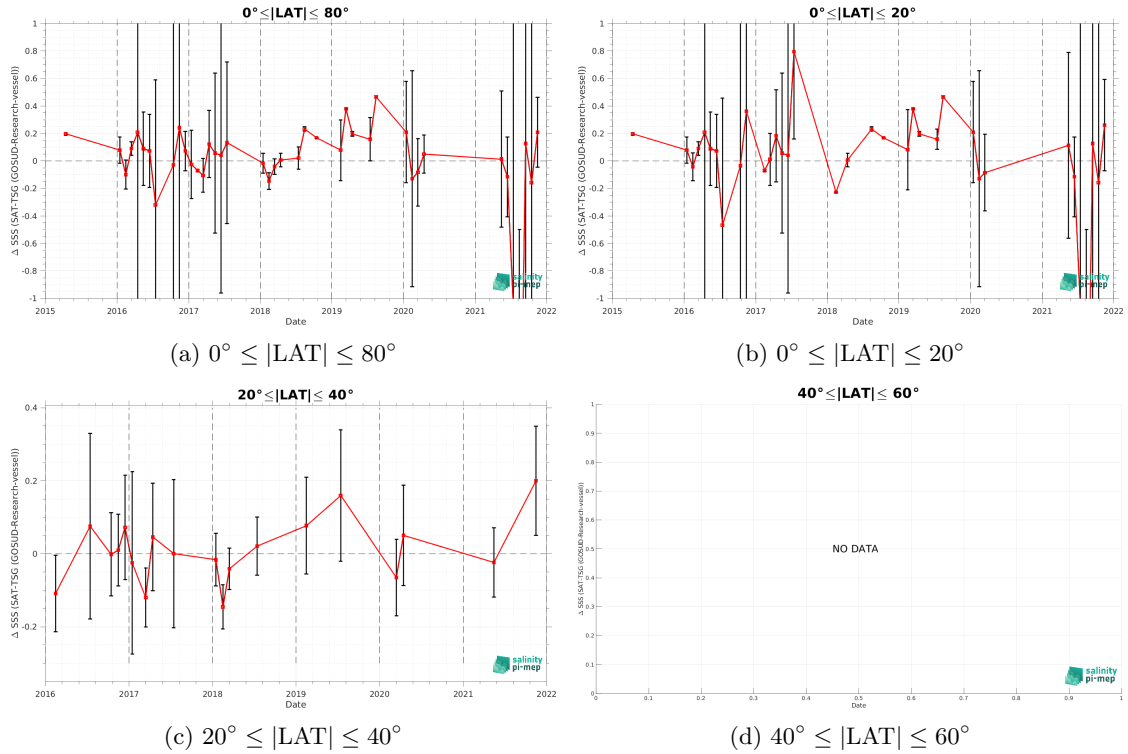 0°≤|LAT|≤ 80°
Δ SSS (SAT-TSG (GOSUD-Research-vessel))
1
0.8
0.6
0.4
0.2
0
-0.2
-0.4
-0.6
-0.8
-1
2015 2016 2017 2018 2019 2020 2021 2022
Date
salinity
pi-mep
(a) 0° ≤ |LAT| ≤ 80°
0°≤|LAT|≤ 20°
Δ SSS (SAT-TSG (GOSUD-Research-vessel))
1
0.8
0.6
0.4
0.2
0
-0.2
-0.4
-0.6
-0.8
-1
2015 2016 2017 2018 2019 2020 2021 2022
Date
salinity
pi-mep
(b) 0° ≤ |LAT| ≤ 20°
20°≤|LAT|≤ 40°
Δ SSS (SAT-TSG (GOSUD-Research-vessel))
0.4
0.2
0
-0.2
2016 2017 2018 2019 2020 2021 2022
Date
salinity
pi-mep
(c) 20° ≤ |LAT| ≤ 40°
40°≤|LAT|≤ 60°
Δ SSS (SAT-TSG (GOSUD-Research-vessel))
1
0.9
0.8
0.7
0.6
0.5
0.4
0.3
0.2
0.1
0
NO DATA
0 0.1 0.2 0.3 0.4 0.5 0.6 0.7 0.8 0.9 1
Date
salinity
pi-mep
(d) 40° ≤ |LAT| ≤ 60°